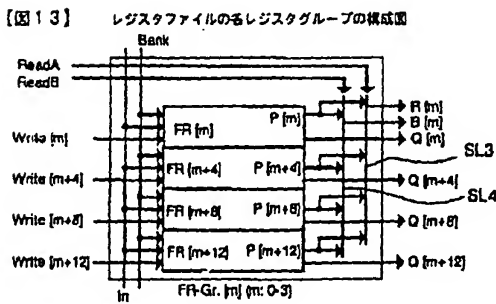 【図13】 レジスタファイルの各レジスタグループの構成図
Bank
ReadA
ReadB
P [m]
R [m]
B [m]
Write [m]
FR [m]
Q [m]
SL3
FR [m+4]
P [m+4]
Write [m+4]
Q [m+4]
SL4
FR [m+8]
P [m+8]
Write [m+8]
Q [m+8]
FR [m+12]
P [m+12]
Write [m+12]
Q [m+12]
In
FR-Gr. [m] (m: 0-3)